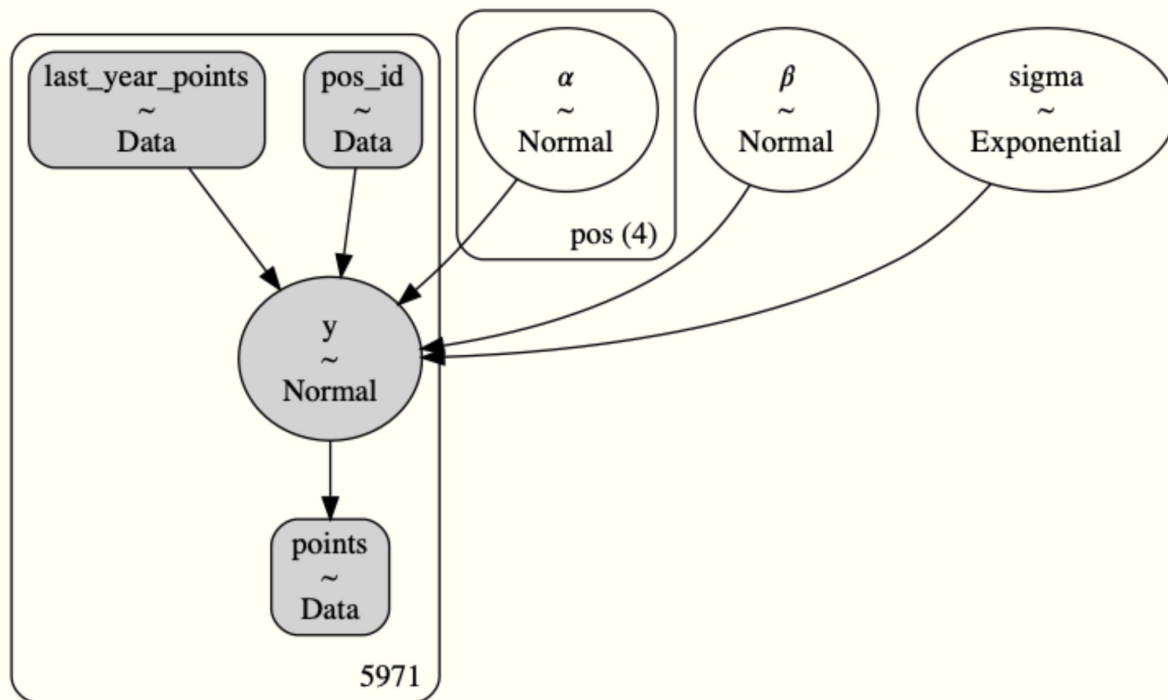 last_year_points
~
Data
pos_id
~
Data
α
~
Normal
pos (4)
β
~
Normal
sigma
~
Exponential
y
~
Normal
points
~
Data
5971